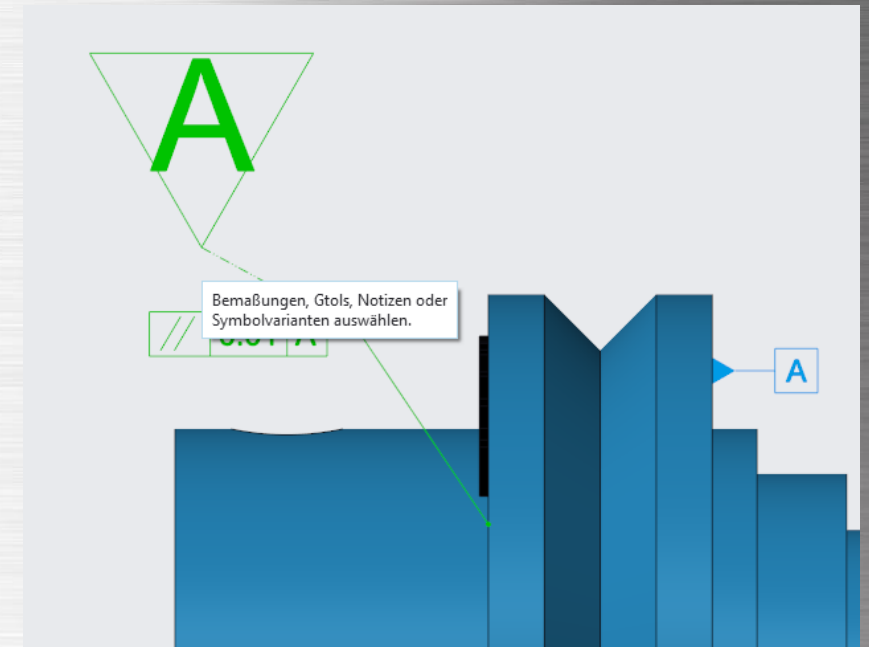 A
Bemaßungen, Gtols, Notizen oder
Symbolvarianten auswählen.
// A
A